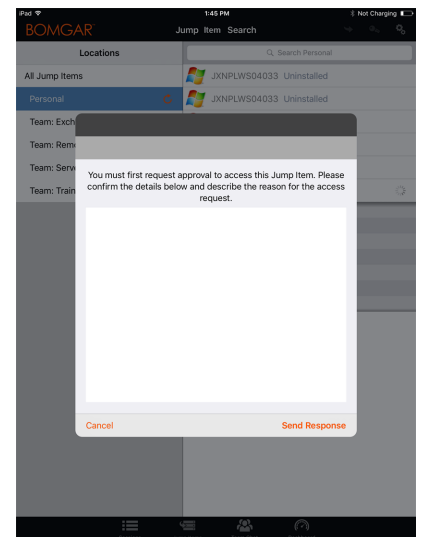 iPad 1:45 PM Not Charging
BOMGAR Jump Item Search
Locations
Search Personal
All Jump Items
JXNPLWS04033 Uninstalled
Personal
JXNPLWS04033 Uninstalled
Team: Exch
Team: Rem
Team: Serv
Team: Train
You must first request approval to access this Jump Item. Please
confirm the details below and describe the reason for the access
request.
Cancel
Send Response